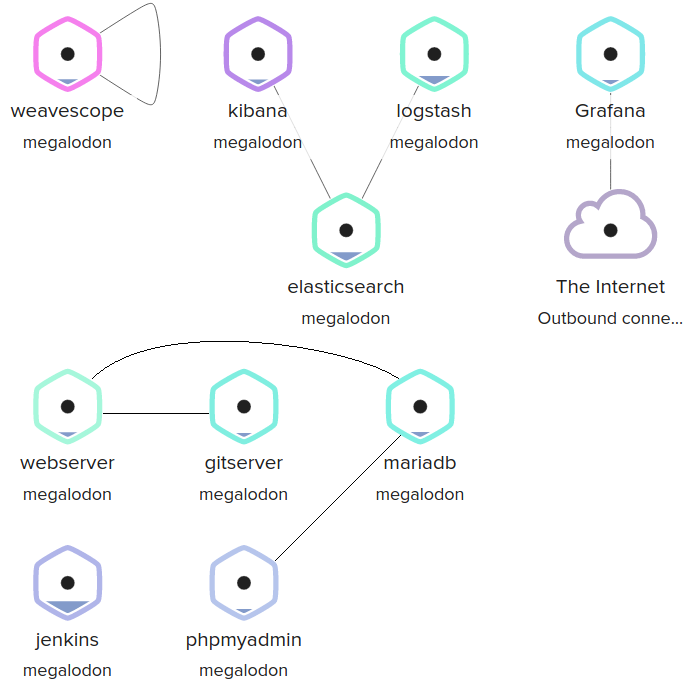 weavescope
megalodon
kibana
megalodon
logstash
megalodon
Grafana
megalodon
elasticsearch
megalodon
The Internet
Outbound conne...
webserver
megalodon
gitserver
megalodon
mariadb
megalodon
jenkins
megalodon
phpmyadmin
megalodon